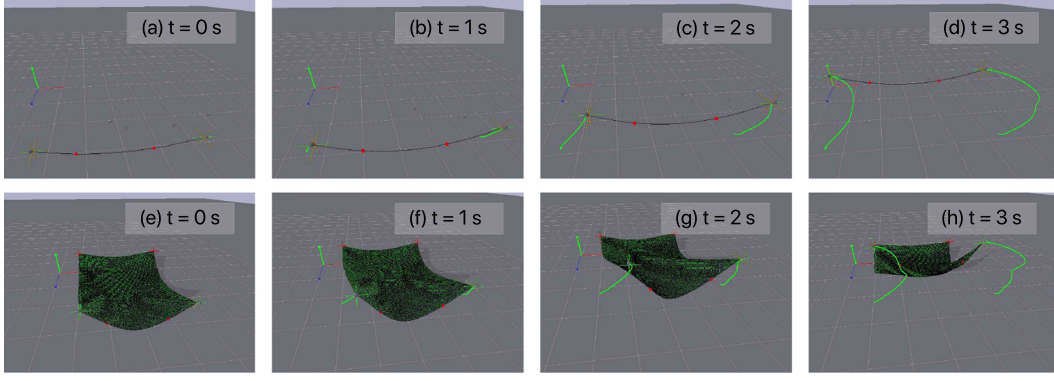 (a) t = 0 s
(b) t = 1 s
(c) t = 2 s
(d) t = 3 s
(e) t = 0 s
(f) t = 1 s
(g) t = 2 s
(h) t = 3 s